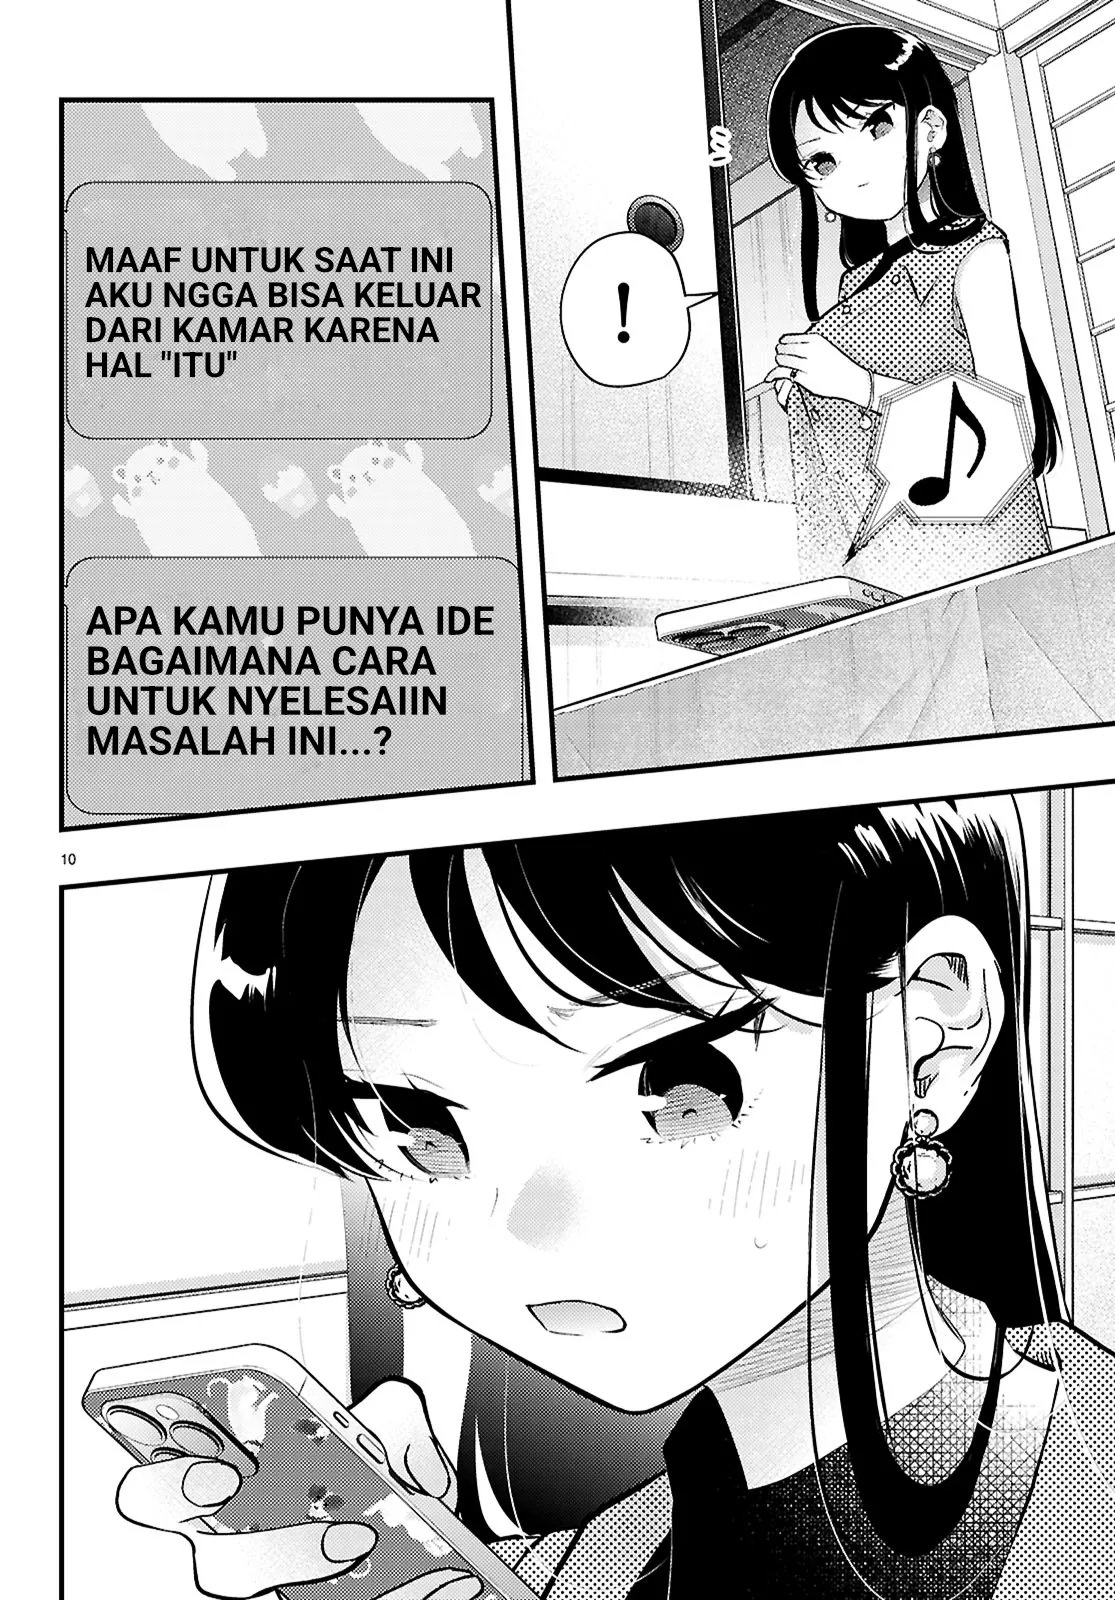 !
MAAF UNTUK SAAT INI
AKU NGGA BISA KELUAR
DARI KAMAR KARENA
HAL "ITU"
APA KAMU PUNYA IDE
BAGAIMANA CARA
UNTUK NYELESAIIN
MASALAH INI...?
10